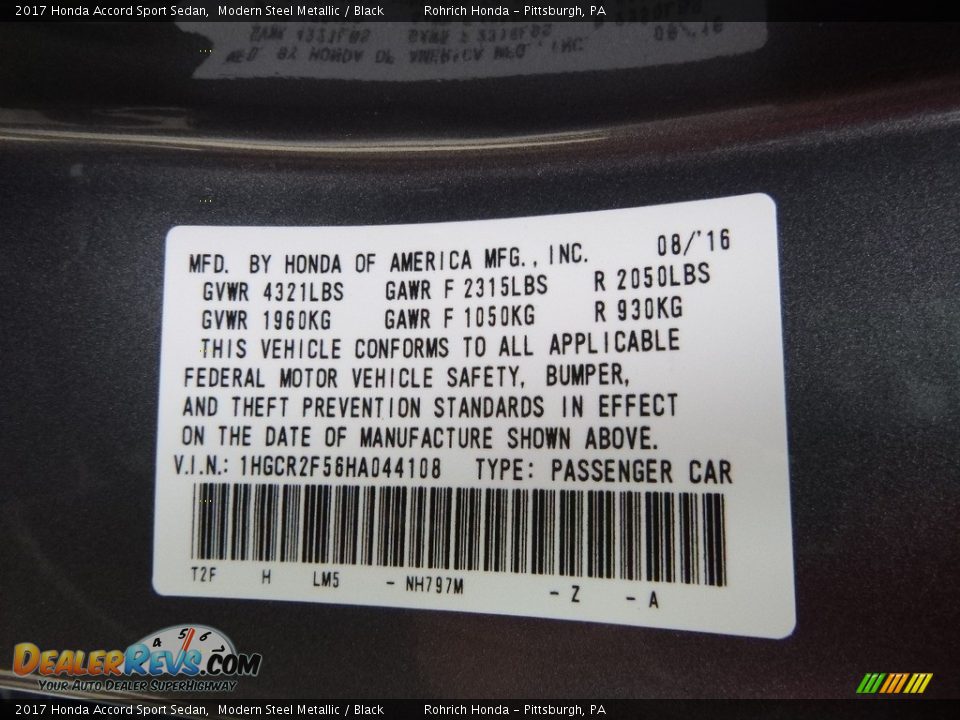 2017 Honda Accord Sport Sedan, Modern Steel Metallic / Black Rohrich Honda - Pittsburgh, PA
MFD. BY HONDA OF AMERICA MFG., INC. 08/'16
GVWR 4321LBS GAWR F 2315LBS R 2050LBS
GVWR 1960KG GAWR F 1050KG R 930KG
THIS VEHICLE CONFORMS TO ALL APPLICABLE
FEDERAL MOTOR VEHICLE SAFETY, BUMPER,
AND THEFT PREVENTION STANDARDS IN EFFECT
ON THE DATE OF MANUFACTURE SHOWN ABOVE.
V.I.N.: 1HGCR2F56HA044108 TYPE: PASSENGER CAR
T2F H LM5 - NH797M - Z - A
4 5 6
DEALERREVS.COM
YOUR AUTO DEALER SUPERHIGHWAY
2017 Honda Accord Sport Sedan, Modern Steel Metallic / Black Rohrich Honda - Pittsburgh, PA